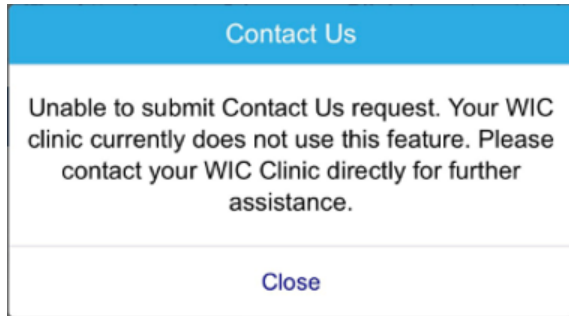 Contact Us
Unable to submit Contact Us request. Your WIC
clinic currently does not use this feature. Please
contact your WIC Clinic directly for further
assistance.
Close